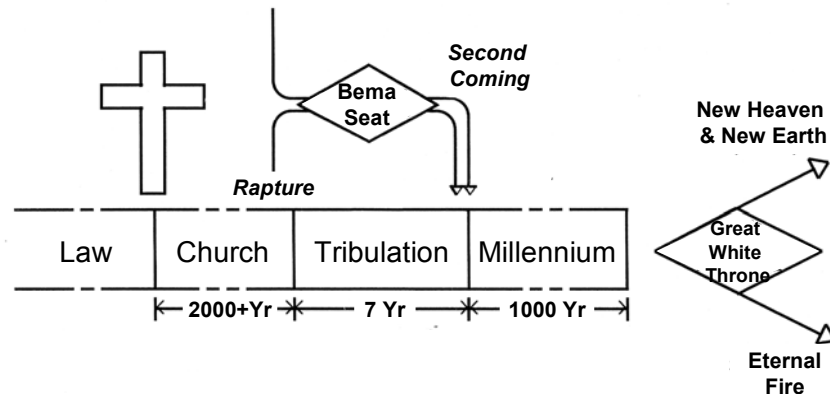 Second
Coming
Bema
Seat
New Heaven
& New Earth
Rapture
Law
Church
Tribulation
Millennium
Great
White
Throne
2000+Yr
7 Yr
1000 Yr
Eternal
Fire